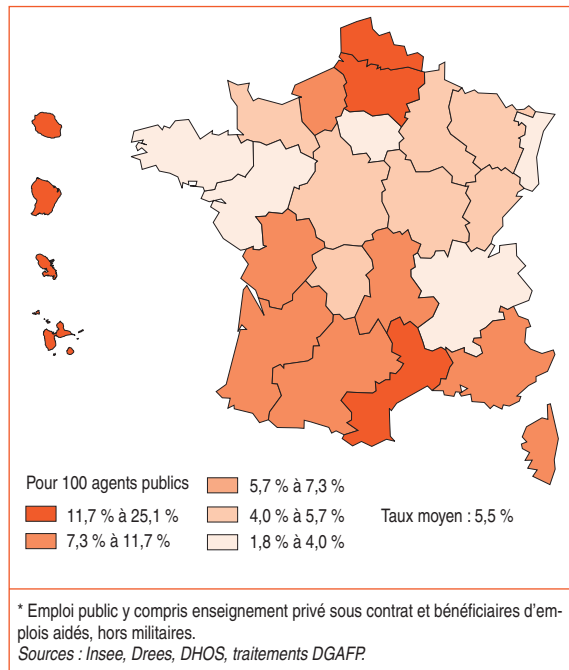 Pour 100 agents publics
11,7 % à 25,1 %
7,3 % à 11,7 %
5,7 % à 7,3 %
4,0 % à 5,7 %
1,8 % à 4,0 %
Taux moyen : 5,5 %
* Emploi public y compris enseignement privé sous contrat et bénéficiaires d'em-
plois aidés, hors militaires.
Sources : Insee, Drees, DHOS, traitements DGAFP.